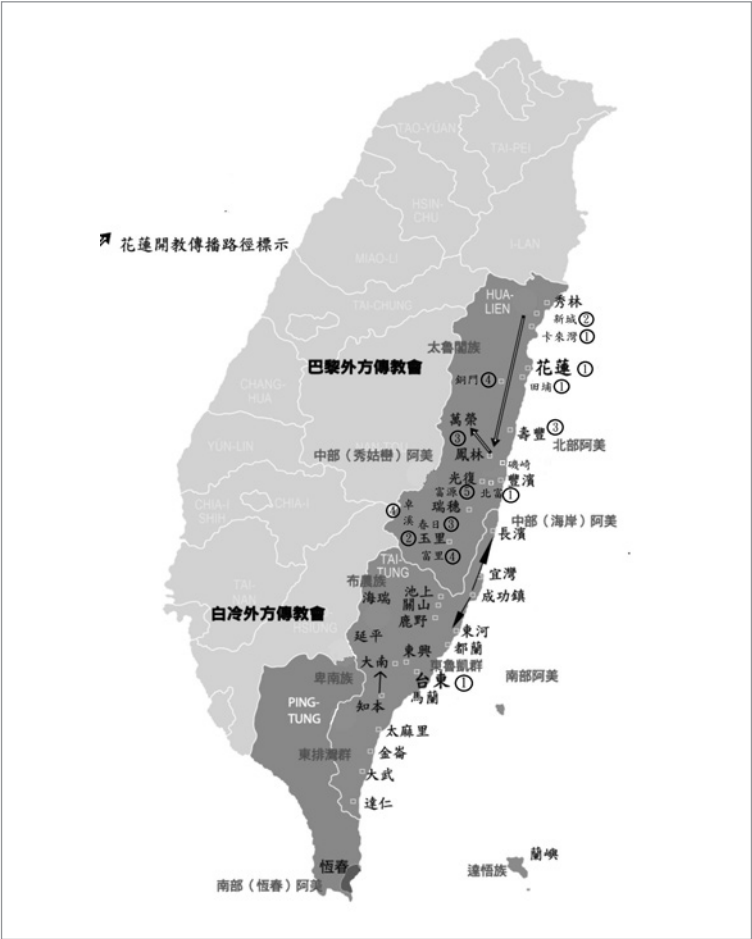 TAO-YUAN
TAI-PEI
HSIN-
CHU
I-LAN
花蓮開教傳播路徑標示
MIAO-LI
TAI-CHUNG
HUA-
LIEN
秀林
新城②
卡來灣①
太魯閣族
巴黎外方傳教會
花蓮①
銅門④
田埔①
CHANG-
HUA
萬榮
③
壽豐③
北部阿美
YUN-LIN
NAN-TOU
中部（秀姑巒）阿美
鳳林
磯崎
光復
豐濱
富源⑤
北富①
CHIA-I
SHIH
CHIA-I
瑞穗
④卓
溪
春日③
中部（海岸）阿美
②玉里
長濱
富里④
TAI-
TUNG
TAI-
NAN
布農族
宜灣
海瑞
池上
成功鎮
關山
白冷外方傳教會
鹿野
HSIUNG
延平
東河
都蘭
大南
東興
東魯凱群
卑南族
台東①
南部阿美
馬蘭
PING-
TUNG
知本
太麻里
東排灣群
金崙
大武
達仁
恆春
蘭嶼
達悟族
南部（恆春）阿美